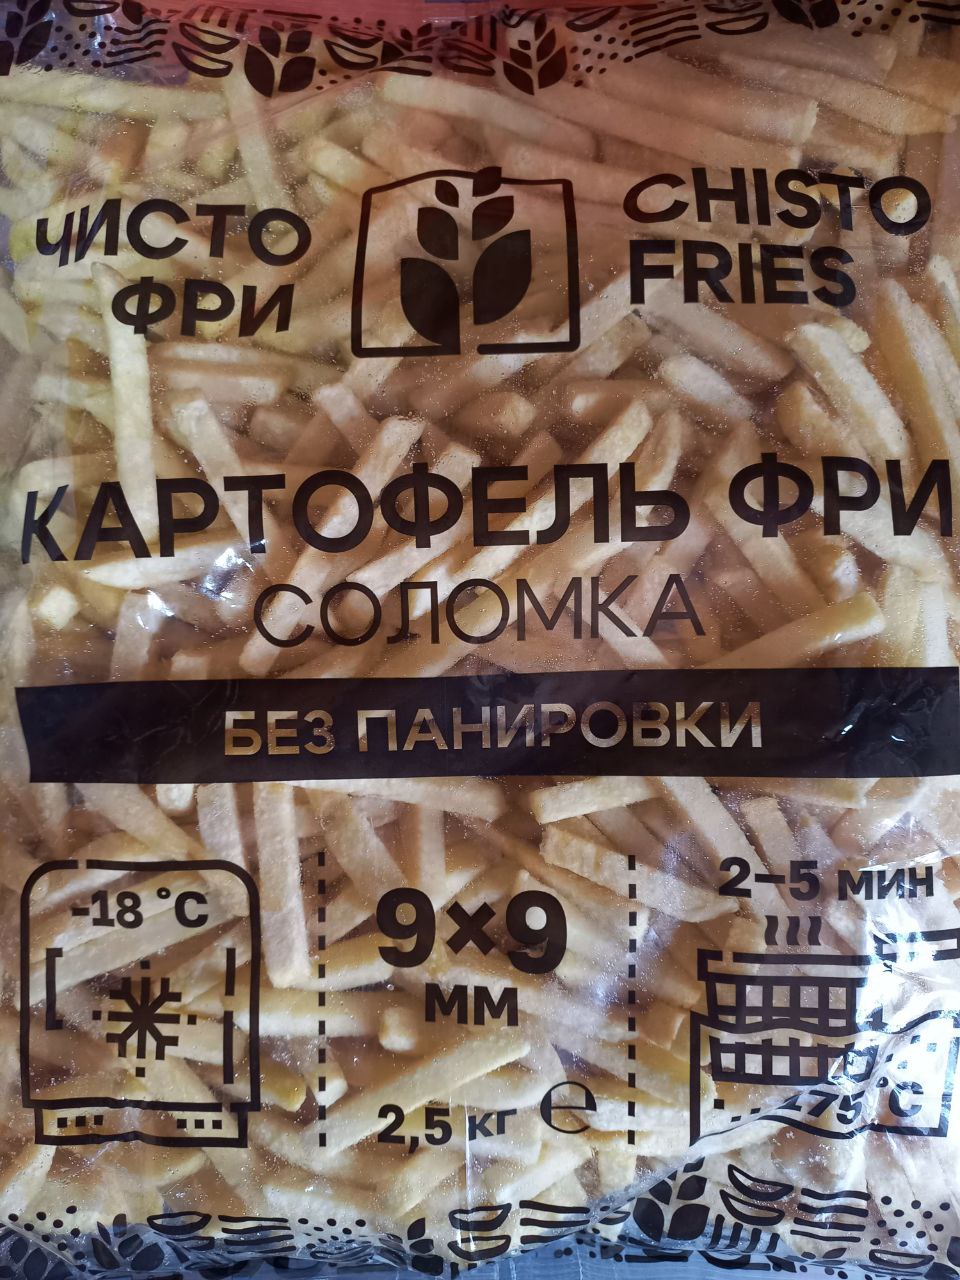 ЧИСТО
ФРИ
CHISTO
FRIES
КАРТОФЕЛЬ ФРИ
СОЛОМКА
БЕЗ ПАНИРОВКИ
-18 °C
9×9
мм
2,5 кг ℮
2–5 мин
°C